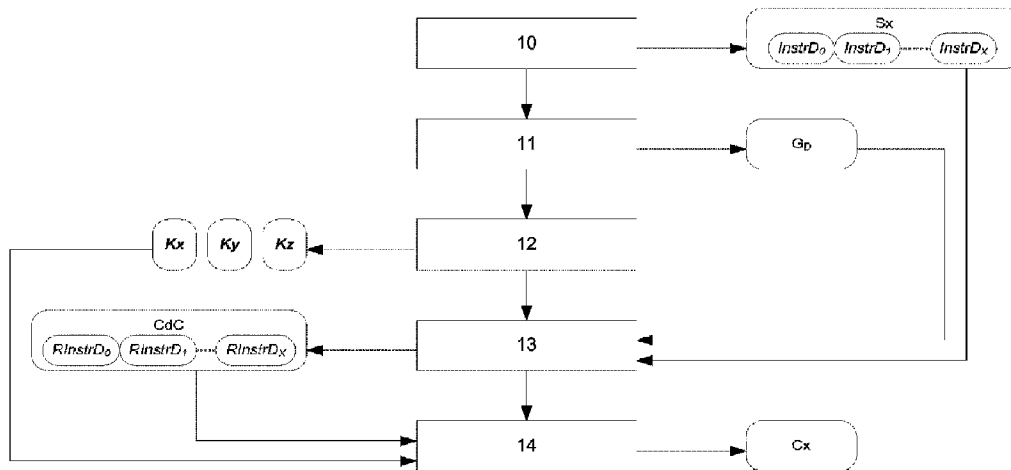 10
Sx
InstrD0 InstrD1 InstrDX
11
GD
Kx Ky Kz
12
CdC
RInstrD0 RInstrD1 RInstrDX
13
14
Cx